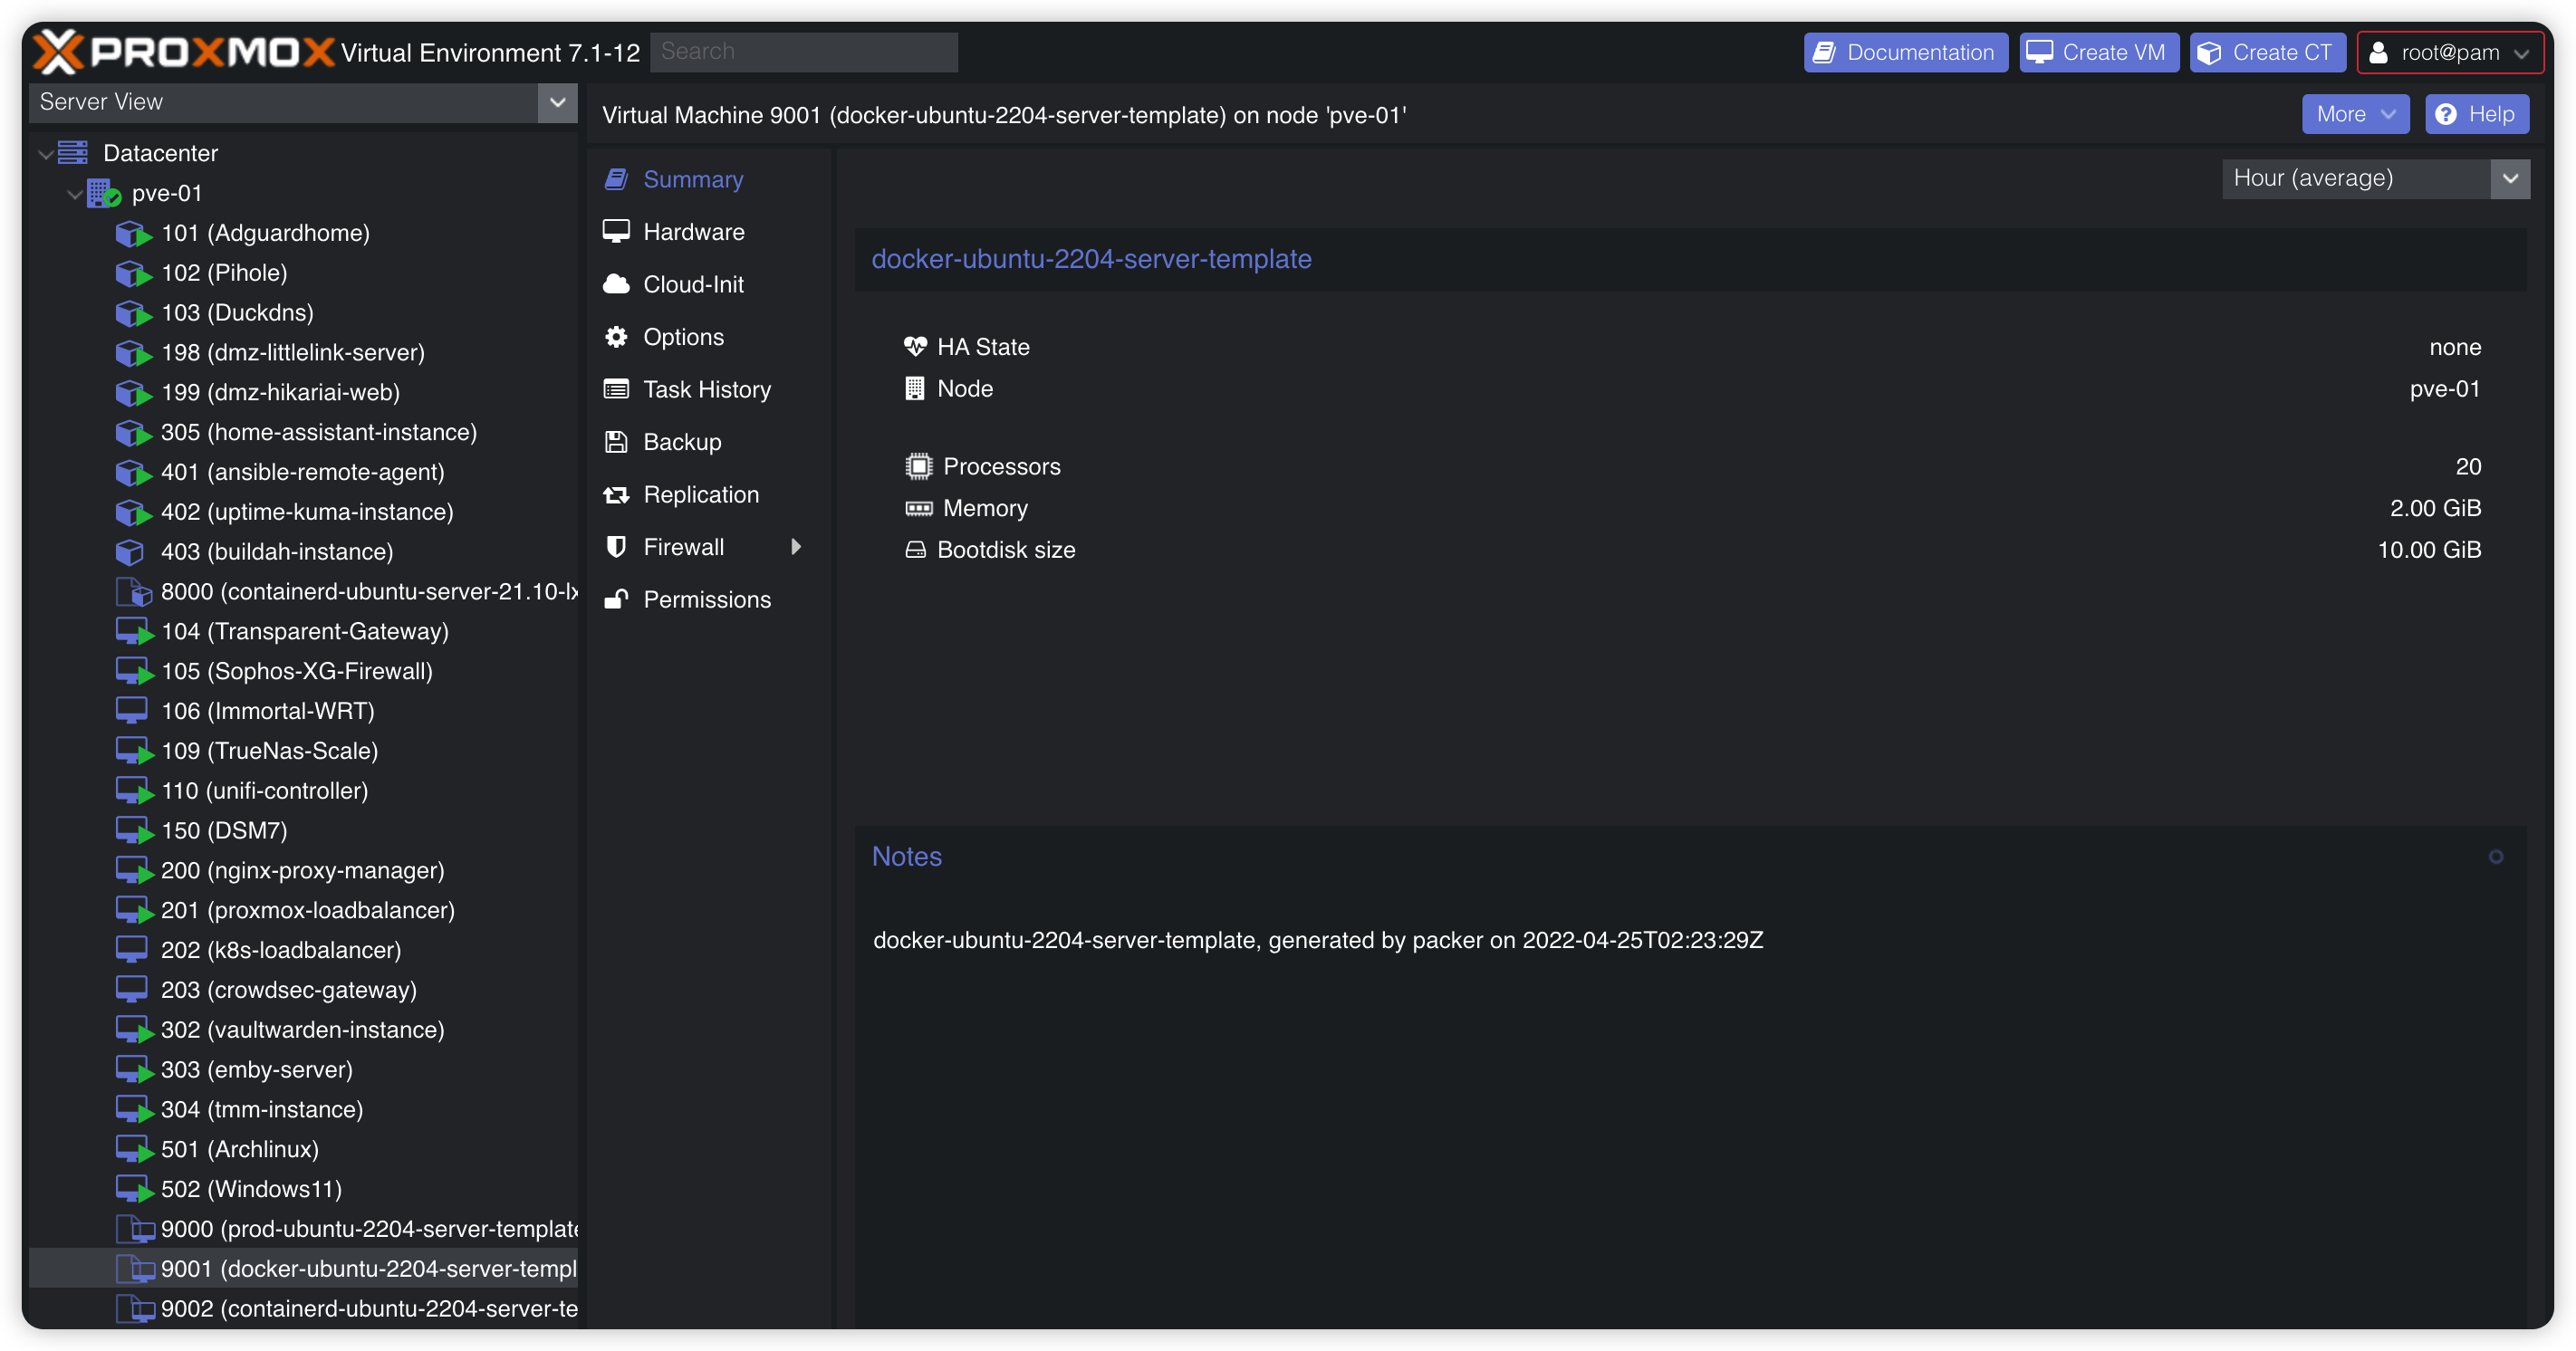 PROXMOX Virtual Environment 7.1-12 Search Documentation Create VM Create CT root@pam
Server View
Datacenter
pve-01
101 (Adguardhome)
102 (Pihole)
103 (Duckdns)
198 (dmz-littlelink-server)
199 (dmz-hikariai-web)
305 (home-assistant-instance)
401 (ansible-remote-agent)
402 (uptime-kuma-instance)
403 (buildah-instance)
8000 (containerd-ubuntu-server-21.10-lx
104 (Transparent-Gateway)
105 (Sophos-XG-Firewall)
106 (Immortal-WRT)
109 (TrueNas-Scale)
110 (unifi-controller)
150 (DSM7)
200 (nginx-proxy-manager)
201 (proxmox-loadbalancer)
202 (k8s-loadbalancer)
203 (crowdsec-gateway)
302 (vaultwarden-instance)
303 (emby-server)
304 (tmm-instance)
501 (Archlinux)
502 (Windows11)
9000 (prod-ubuntu-2204-server-template
9001 (docker-ubuntu-2204-server-templ
9002 (containerd-ubuntu-2204-server-te
Virtual Machine 9001 (docker-ubuntu-2204-server-template) on node 'pve-01' More Help
Summary
Hardware
Cloud-Init
Options
Task History
Backup
Replication
Firewall
Permissions
Hour (average)
docker-ubuntu-2204-server-template
HA State none
Node pve-01
Processors 20
Memory 2.00 GiB
Bootdisk size 10.00 GiB
Notes
docker-ubuntu-2204-server-template, generated by packer on 2022-04-25T02:23:29Z